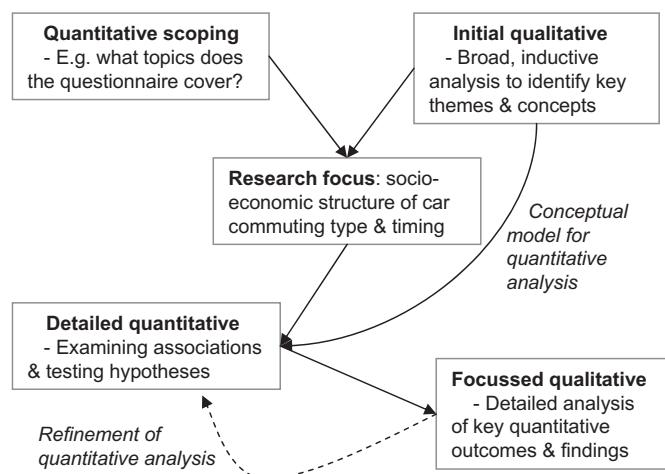 Quantitative scoping
- E.g. what topics does
the questionnaire cover?
Initial qualitative
- Broad, inductive
analysis to identify key
themes & concepts
Research focus: socio-
economic structure of car
commuting type & timing
Conceptual
model for
quantitative
analysis
Detailed quantitative
- Examining associations
& testing hypotheses
Focussed qualitative
- Detailed analysis
of key quantitative
outcomes & findings
Refinement of
quantitative analysis